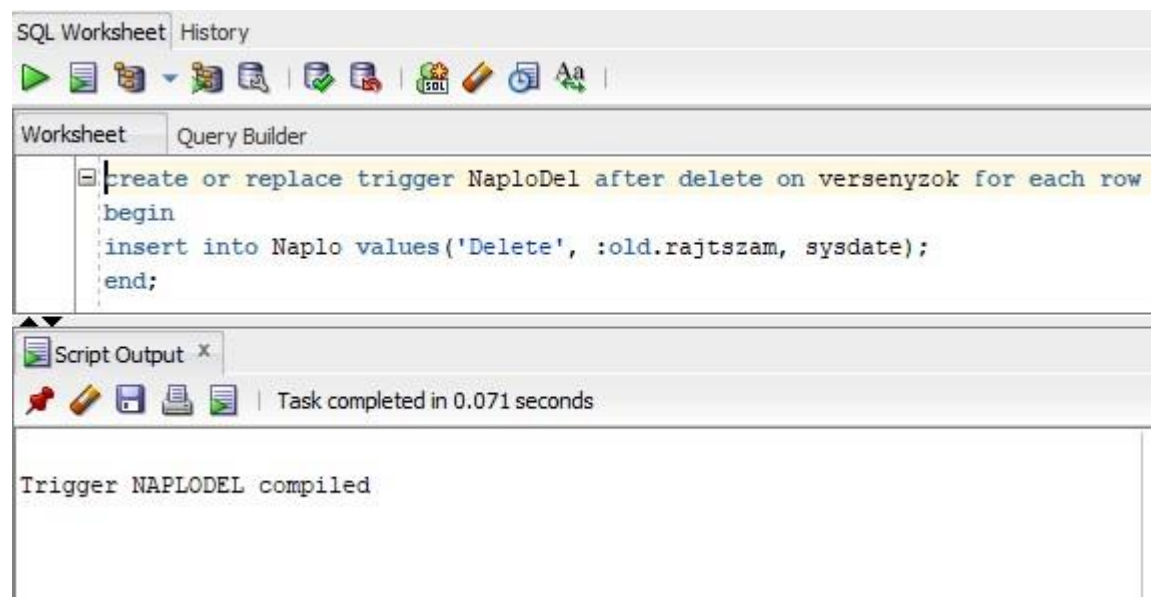 SQL Worksheet History
SQL
Aa
Worksheet Query Builder
create or replace trigger NaploDel after delete on versenyzok for each row
begin
insert into Naplo values('Delete', :old.rajtszam, sysdate);
end;
Script Output x
Task completed in 0.071 seconds
Trigger NAPLODEL compiled